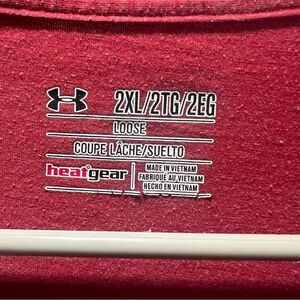 2XL/2TG/2EG
LOOSE
COUPE LÂCHE/SUELTO
heatgear
MADE IN VIETNAM
FABRIQUÉ AU VIETNAM
HECHO EN VIETNAM